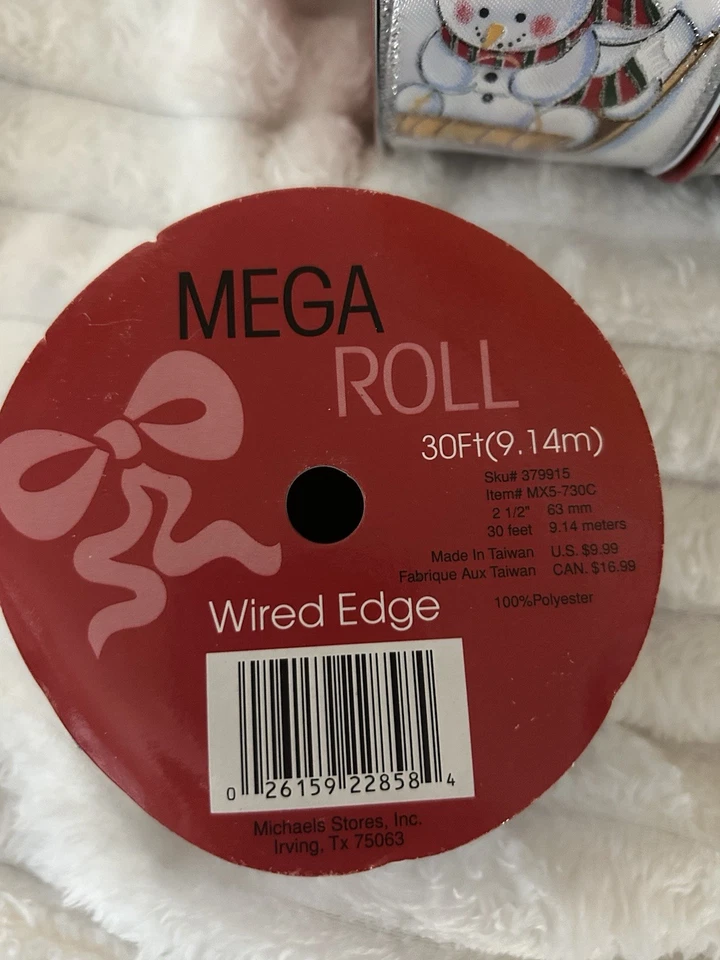 MEGA
ROLL
30Ft(9.14m)
Sku# 379915
Item# MX5-730C
2 1/2" 63 mm
30 feet 9.14 meters
Made In Taiwan U.S. $9.99
Fabrique Aux Taiwan CAN. $16.99
100%Polyester
Wired Edge
0 26159 22858 4
Michaels Stores, Inc.
Irving, Tx 75063